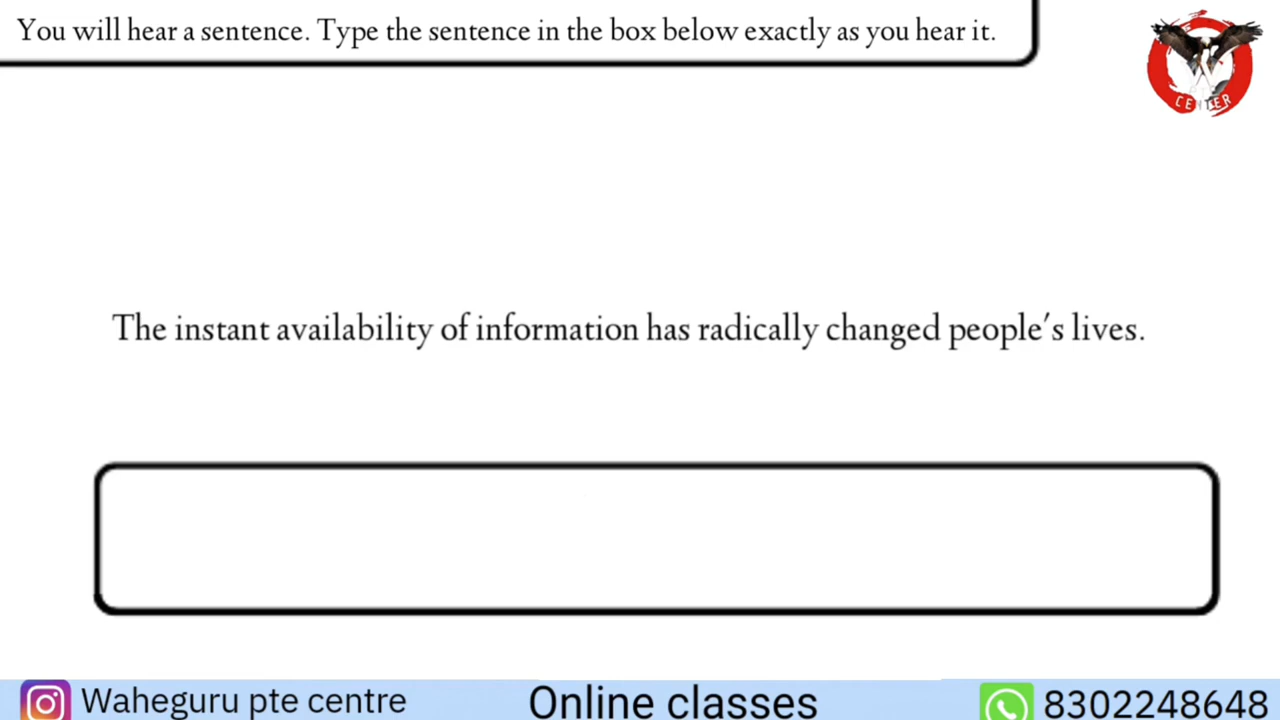 You will hear a sentence. Type the sentence in the box below exactly as you hear it.
CENTER
The instant availability of information has radically changed people's lives.
Waheguru pte centre
Online classes
8302248648